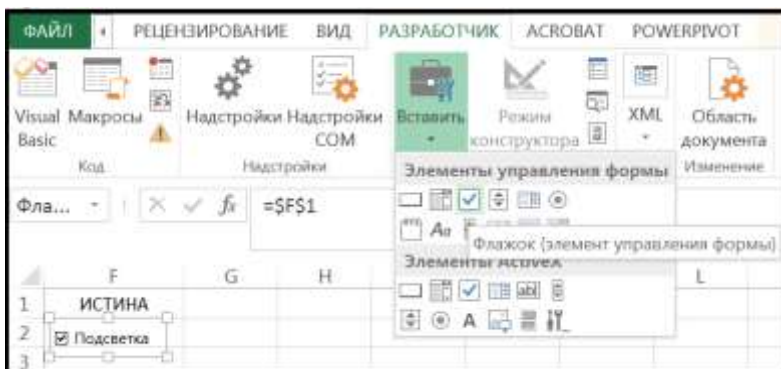 ФАЙЛ РЕЦЕНЗИРОВАНИЕ ВИД РАЗРАБОТЧИК ACROBAT POWERPIVOT
Visual Макросы Надстройки Надстройки Вставить Режим XML Область
Basic COM конструктора документа
Код Надстройки Элементы управления формы Изменение
Фла... fx =$F$1
Aa Флажок (элемент управления формы)
Элементы ActiveX
F G H L
1 ИСТИНА
ab|
2 Подсветка
A
3